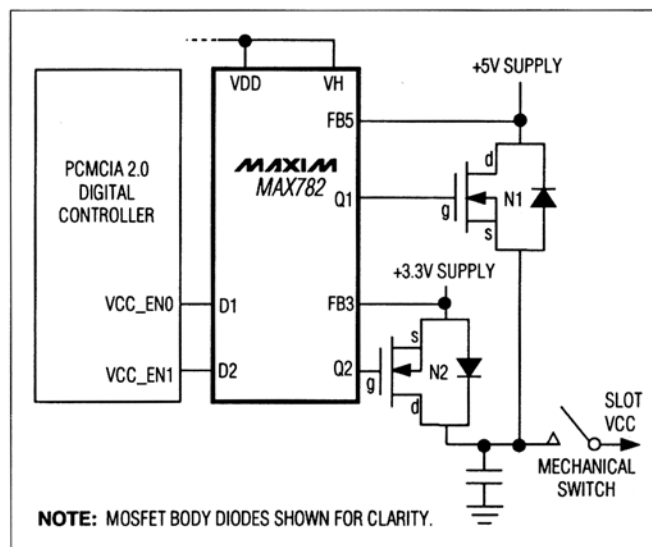 VDD
VH
+5V SUPPLY
PCMCIA 2.0
DIGITAL
CONTROLLER
MAXIM
MAX782
FB5
d
Q1
g
N1
s
+3.3V SUPPLY
VCC_EN0
D1
FB3
s
VCC_EN1
D2
Q2
g
N2
d
SLOT
VCC
MECHANICAL
SWITCH
NOTE: MOSFET BODY DIODES SHOWN FOR CLARITY.